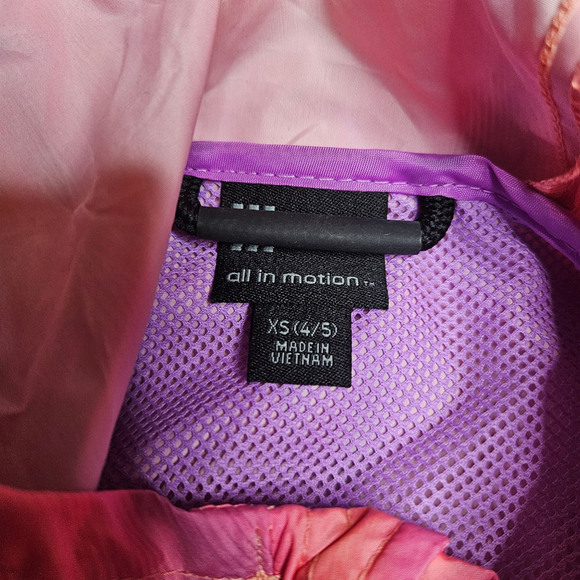 all in motion™
XS (4/5)
MADE IN
VIETNAM